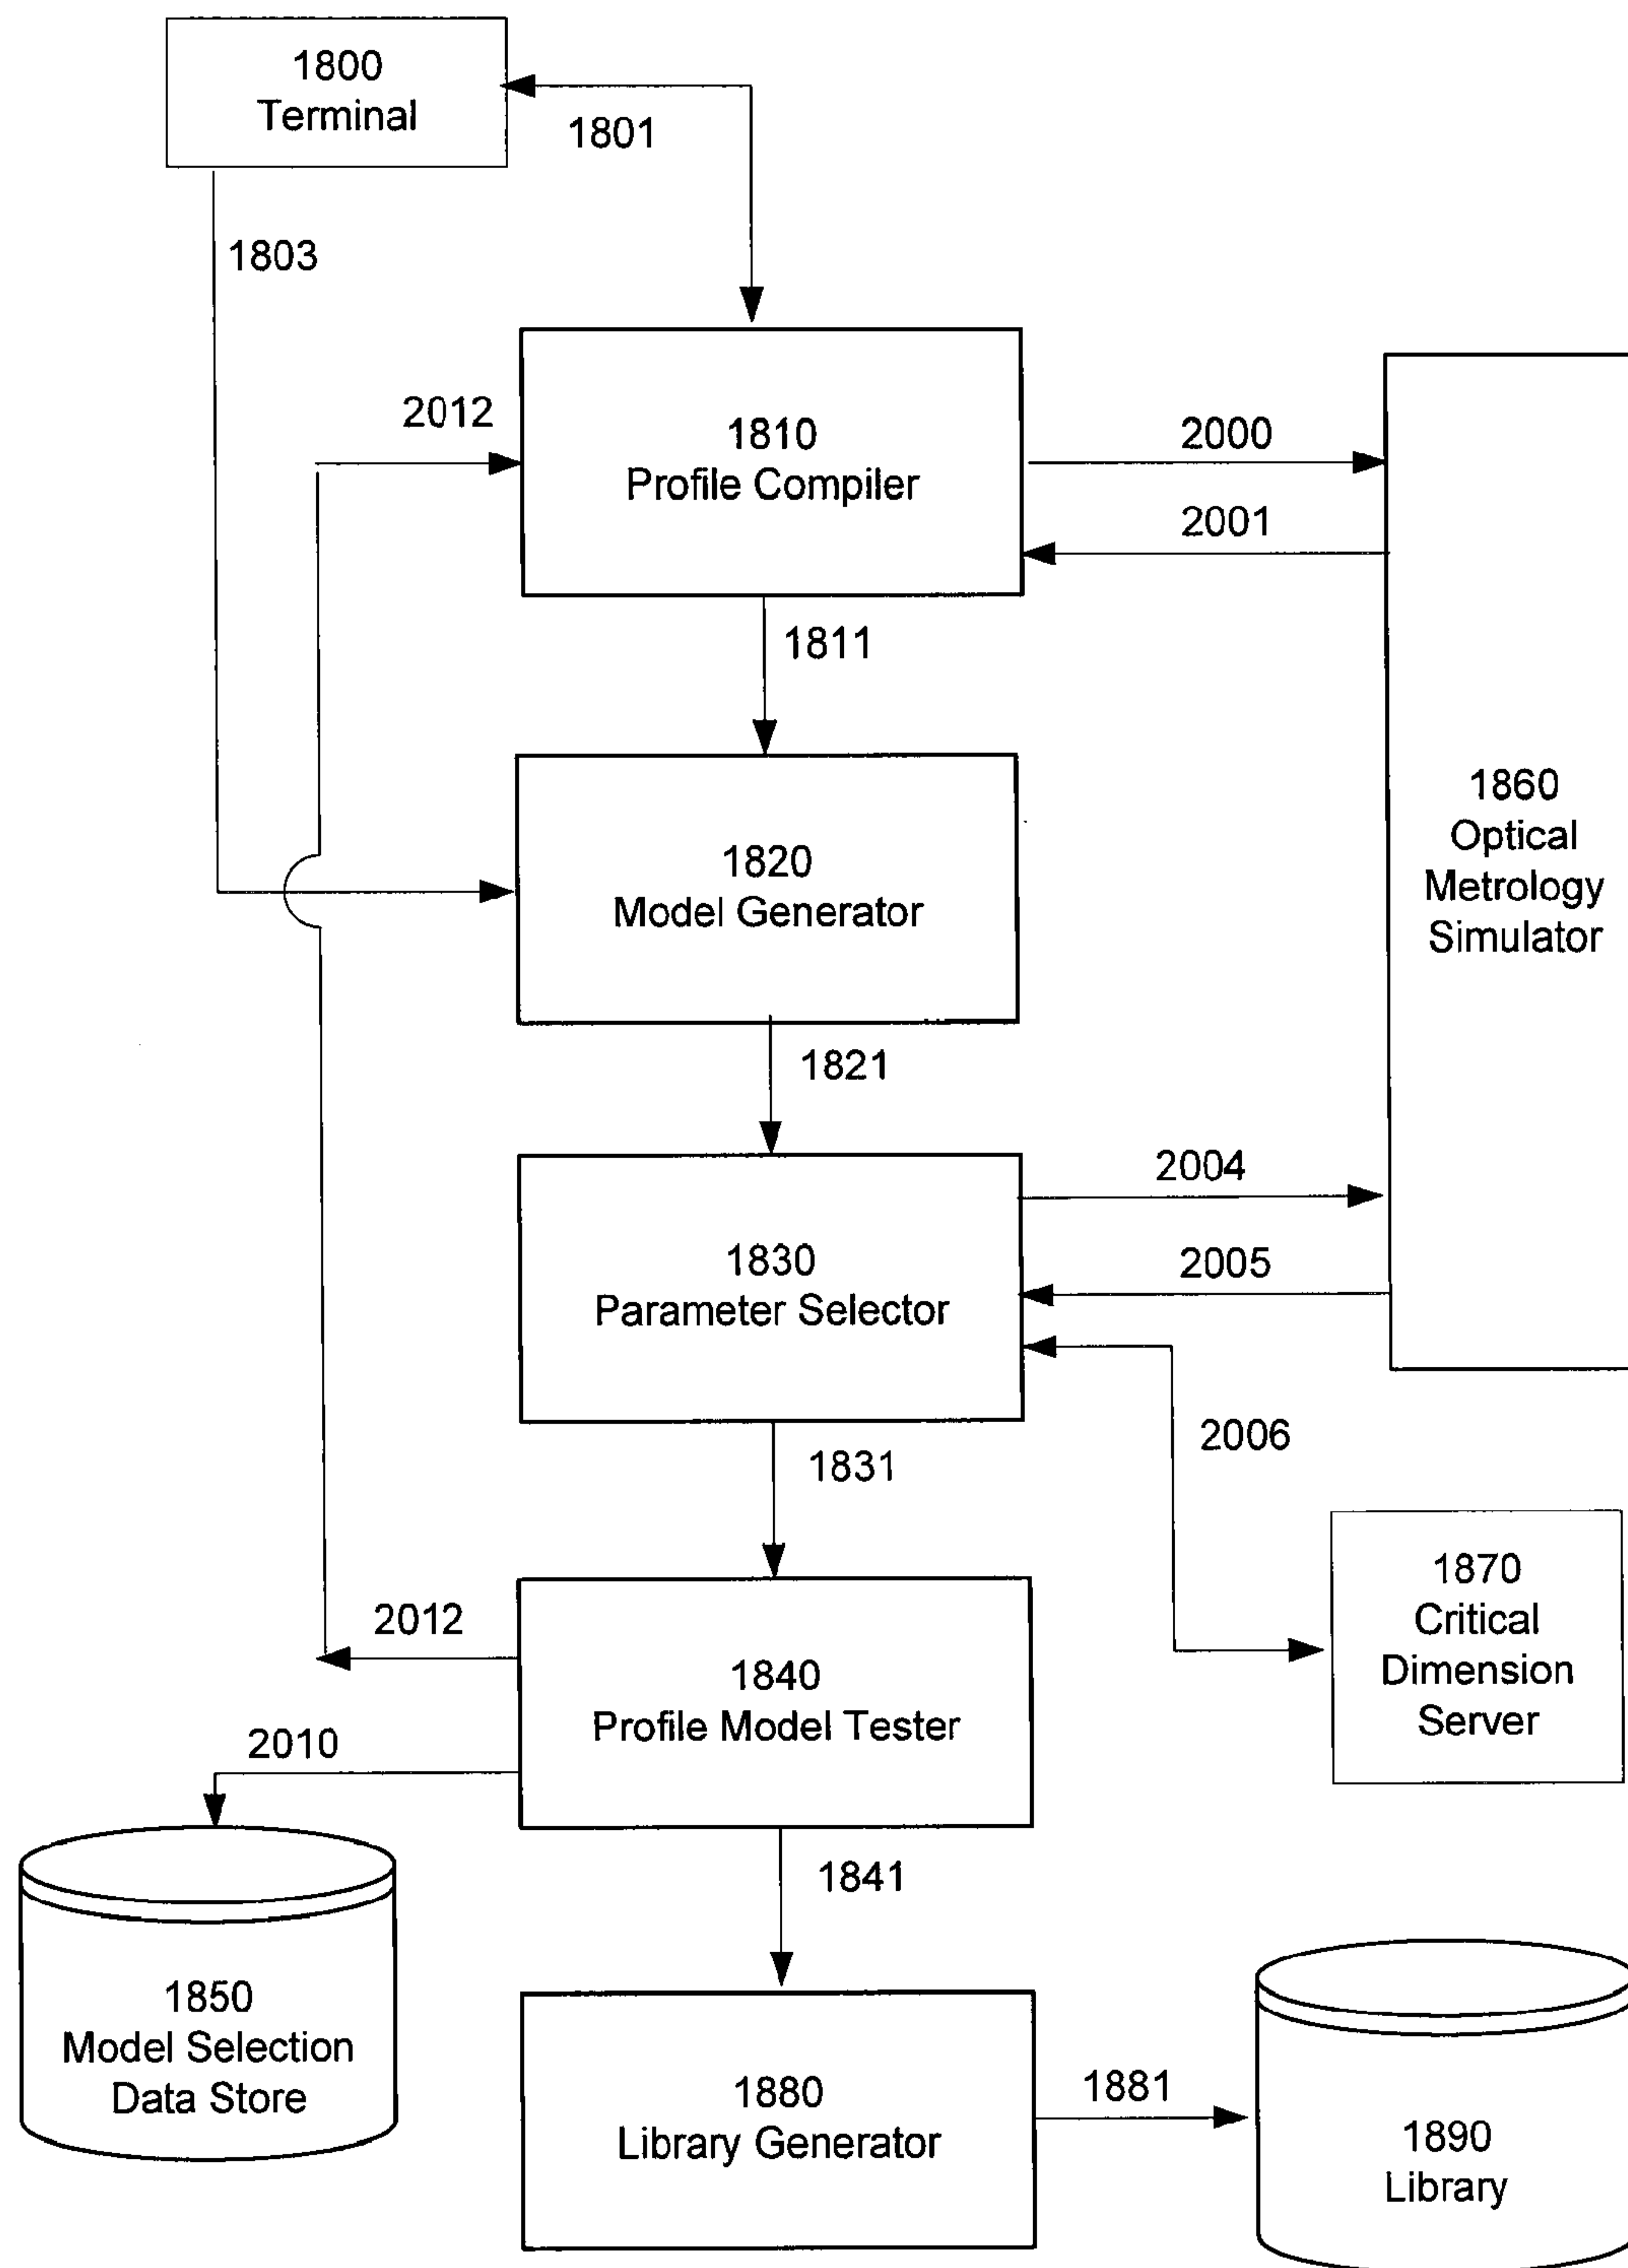 1800
Terminal
1801
1803
2012
1810
Profile Compiler
2000
2001
1811
1820
Model Generator
1860
Optical
Metrology
Simulator
1821
2004
1830
Parameter Selector
2005
2006
1831
1870
Critical
Dimension
Server
2012
1840
Profile Model Tester
2010
1841
1850
Model Selection
Data Store
1880
Library Generator
1881
1890
Library